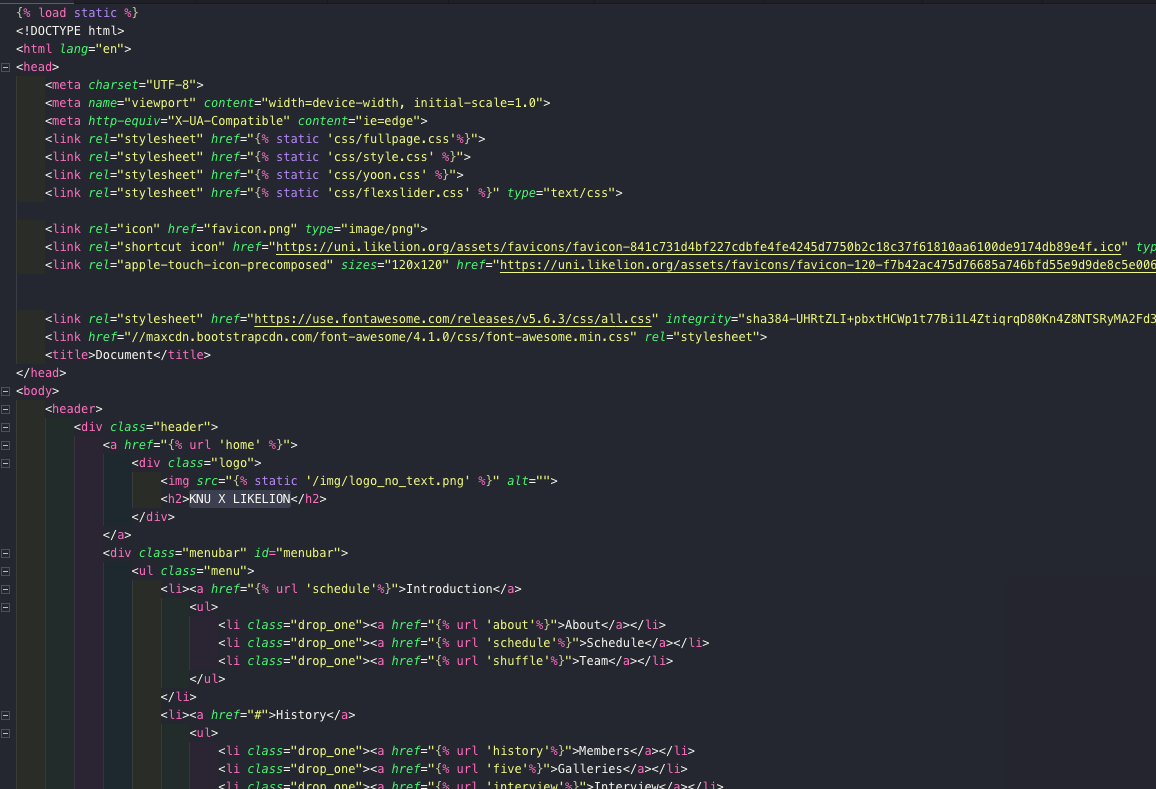 {% load static %}
<!DOCTYPE html>
<html lang="en">
<head>
    <meta charset="UTF-8">
    <meta name="viewport" content="width=device-width, initial-scale=1.0">
    <meta http-equiv="X-UA-Compatible" content="ie=edge">
    <link rel="stylesheet" href="{% static 'css/fullpage.css'%}">
    <link rel="stylesheet" href="{% static 'css/style.css' %}">
    <link rel="stylesheet" href="{% static 'css/yoon.css' %}">
    <link rel="stylesheet" href="{% static 'css/flexslider.css' %}" type="text/css">
    <link rel="icon" href="favicon.png" type="image/png">
    <link rel="shortcut icon" href="https://uni.likelion.org/assets/favicons/favicon-841c731d4bf227cdbfe4fe4245d7750b2c18c37f61810aa6100de9174db89e4f.ico" typ
    <link rel="apple-touch-icon-precomposed" sizes="120x120" href="https://uni.likelion.org/assets/favicons/favicon-120-f7b42ac475d76685a746bfd55e9d9de8c5e006
    <link rel="stylesheet" href="https://use.fontawesome.com/releases/v5.6.3/css/all.css" integrity="sha384-UHRtZLI+pbxtHCWp1t77Bi1L4ZtiqrqD80Kn4Z8NTSRyMA2Fd3
    <link href="//maxcdn.bootstrapcdn.com/font-awesome/4.1.0/css/font-awesome.min.css" rel="stylesheet">
    <title>Document</title>
</head>
<body>
    <header>
        <div class="header">
            <a href="{% url 'home' %}">
                <div class="logo">
                    <img src="{% static '/img/logo_no_text.png' %}" alt="">
                    <h2>KNU X LIKELION</h2>
                </div>
            </a>
            <div class="menubar" id="menubar">
                <ul class="menu">
                    <li><a href="{% url 'schedule'%}">Introduction</a>
                        <ul>
                            <li class="drop_one"><a href="{% url 'about'%}">About</a></li>
                            <li class="drop_one"><a href="{% url 'schedule'%}">Schedule</a></li>
                            <li class="drop_one"><a href="{% url 'shuffle'%}">Team</a></li>
                        </ul>
                    </li>
                    <li><a href="#">History</a>
                        <ul>
                            <li class="drop_one"><a href="{% url 'history'%}">Members</a></li>
                            <li class="drop_one"><a href="{% url 'five'%}">Galleries</a></li>
                            <li class="drop_one"><a href="{% url 'interview'%}">Interview</a></li>